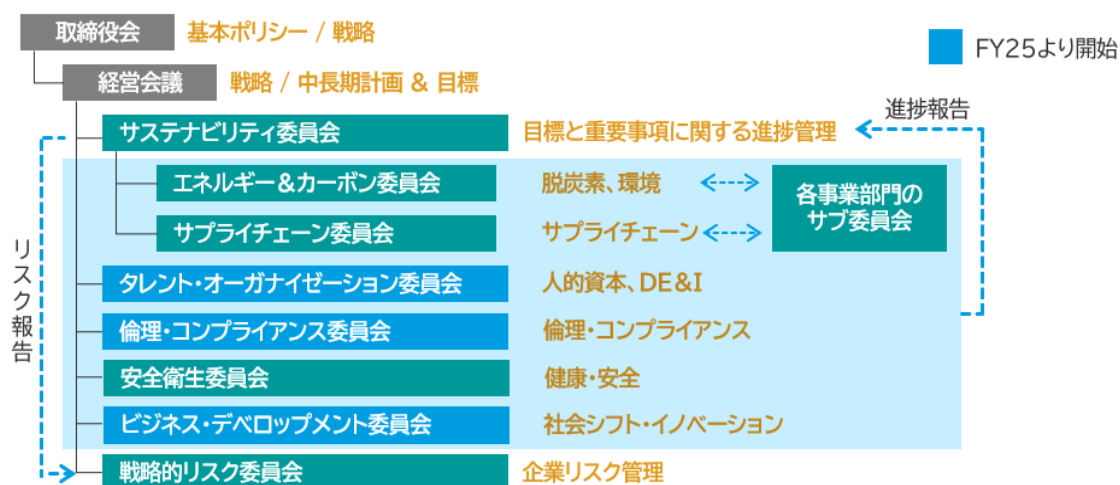 取締役会 基本ポリシー / 戦略
FY25より開始
経営会議 戦略 / 中長期計画 & 目標
進捗報告
サステナビリティ委員会 目標と重要事項に関する進捗管理
エネルギー&カーボン委員会 脱炭素、環境
各事業部門の
サブ委員会
サプライチェーン委員会 サプライチェーン
リスク報告
タレント・オーガナイゼーション委員会 人的資本、DE&I
倫理・コンプライアンス委員会 倫理・コンプライアンス
安全衛生委員会 健康・安全
ビジネス・デベロップメント委員会 社会シフト・イノベーション
戦略的リスク委員会 企業リスク管理